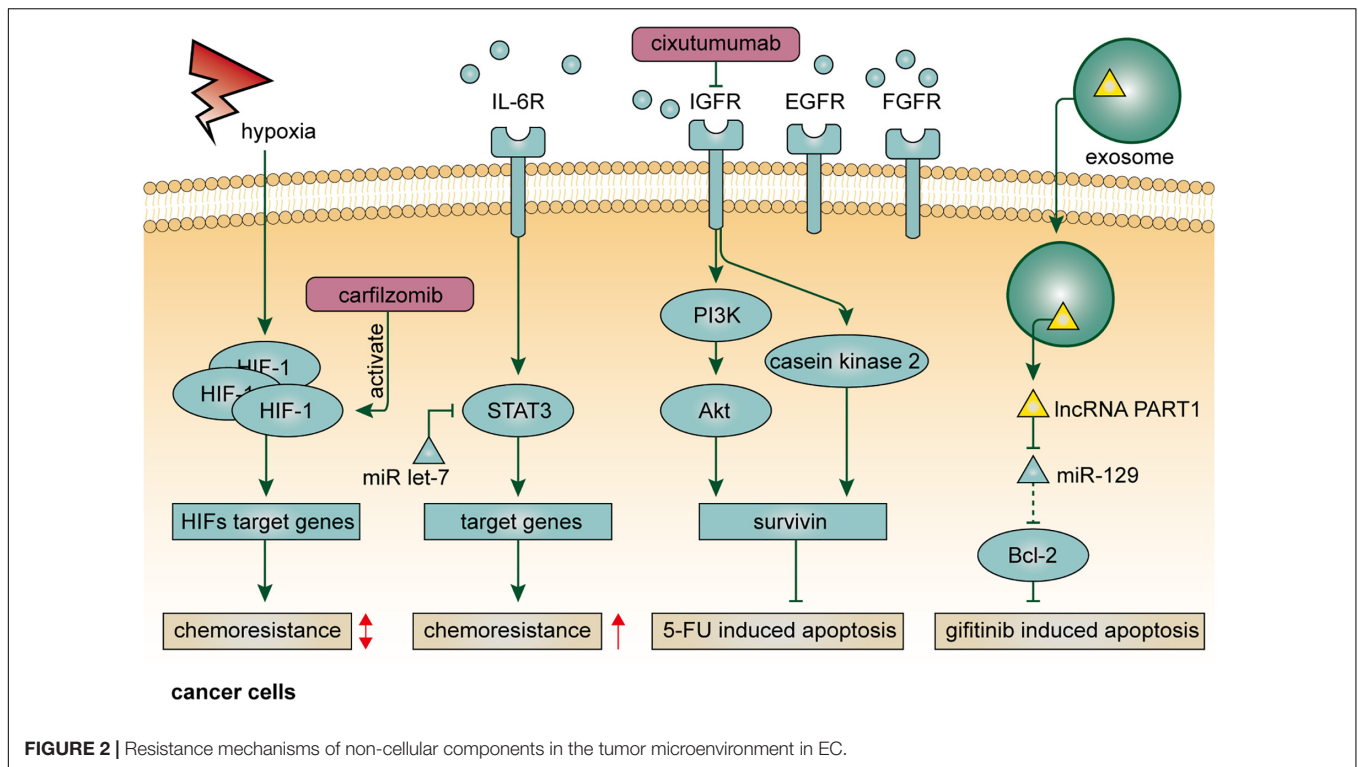 cixutumumab
IL-6R
IGFR
EGFR
FGFR
hypoxia
exosome
carfilzomib
activate
PI3K
casein kinase 2
HIF-1
HIF-1
HIF-1
STAT3
Akt
lncRNA PART1
miR let-7
miR-129
HIFs target genes
target genes
survivin
Bcl-2
chemoresistance
chemoresistance
5-FU induced apoptosis
gifitinib induced apoptosis
cancer cells
FIGURE 2 | Resistance mechanisms of non-cellular components in the tumor microenvironment in EC.